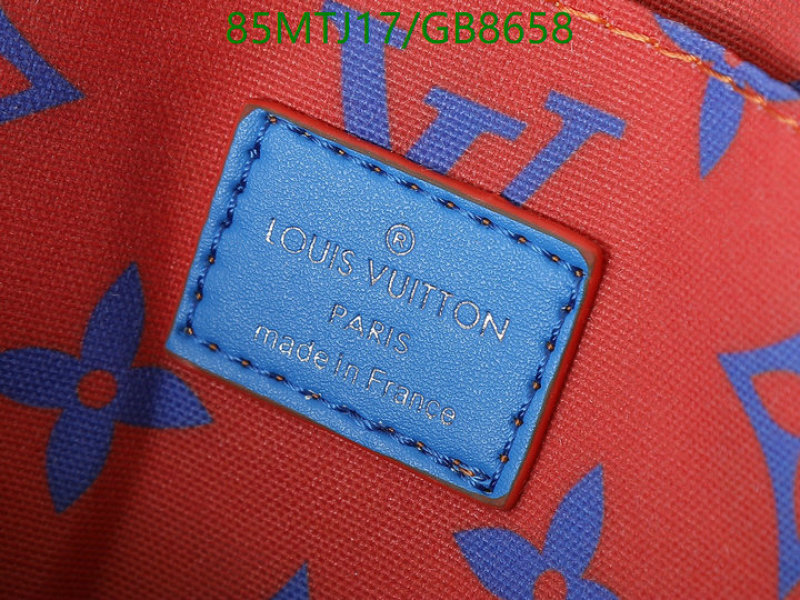 85MTJ17/GB8658
®
LOUIS VUITTON
PARIS
made in France